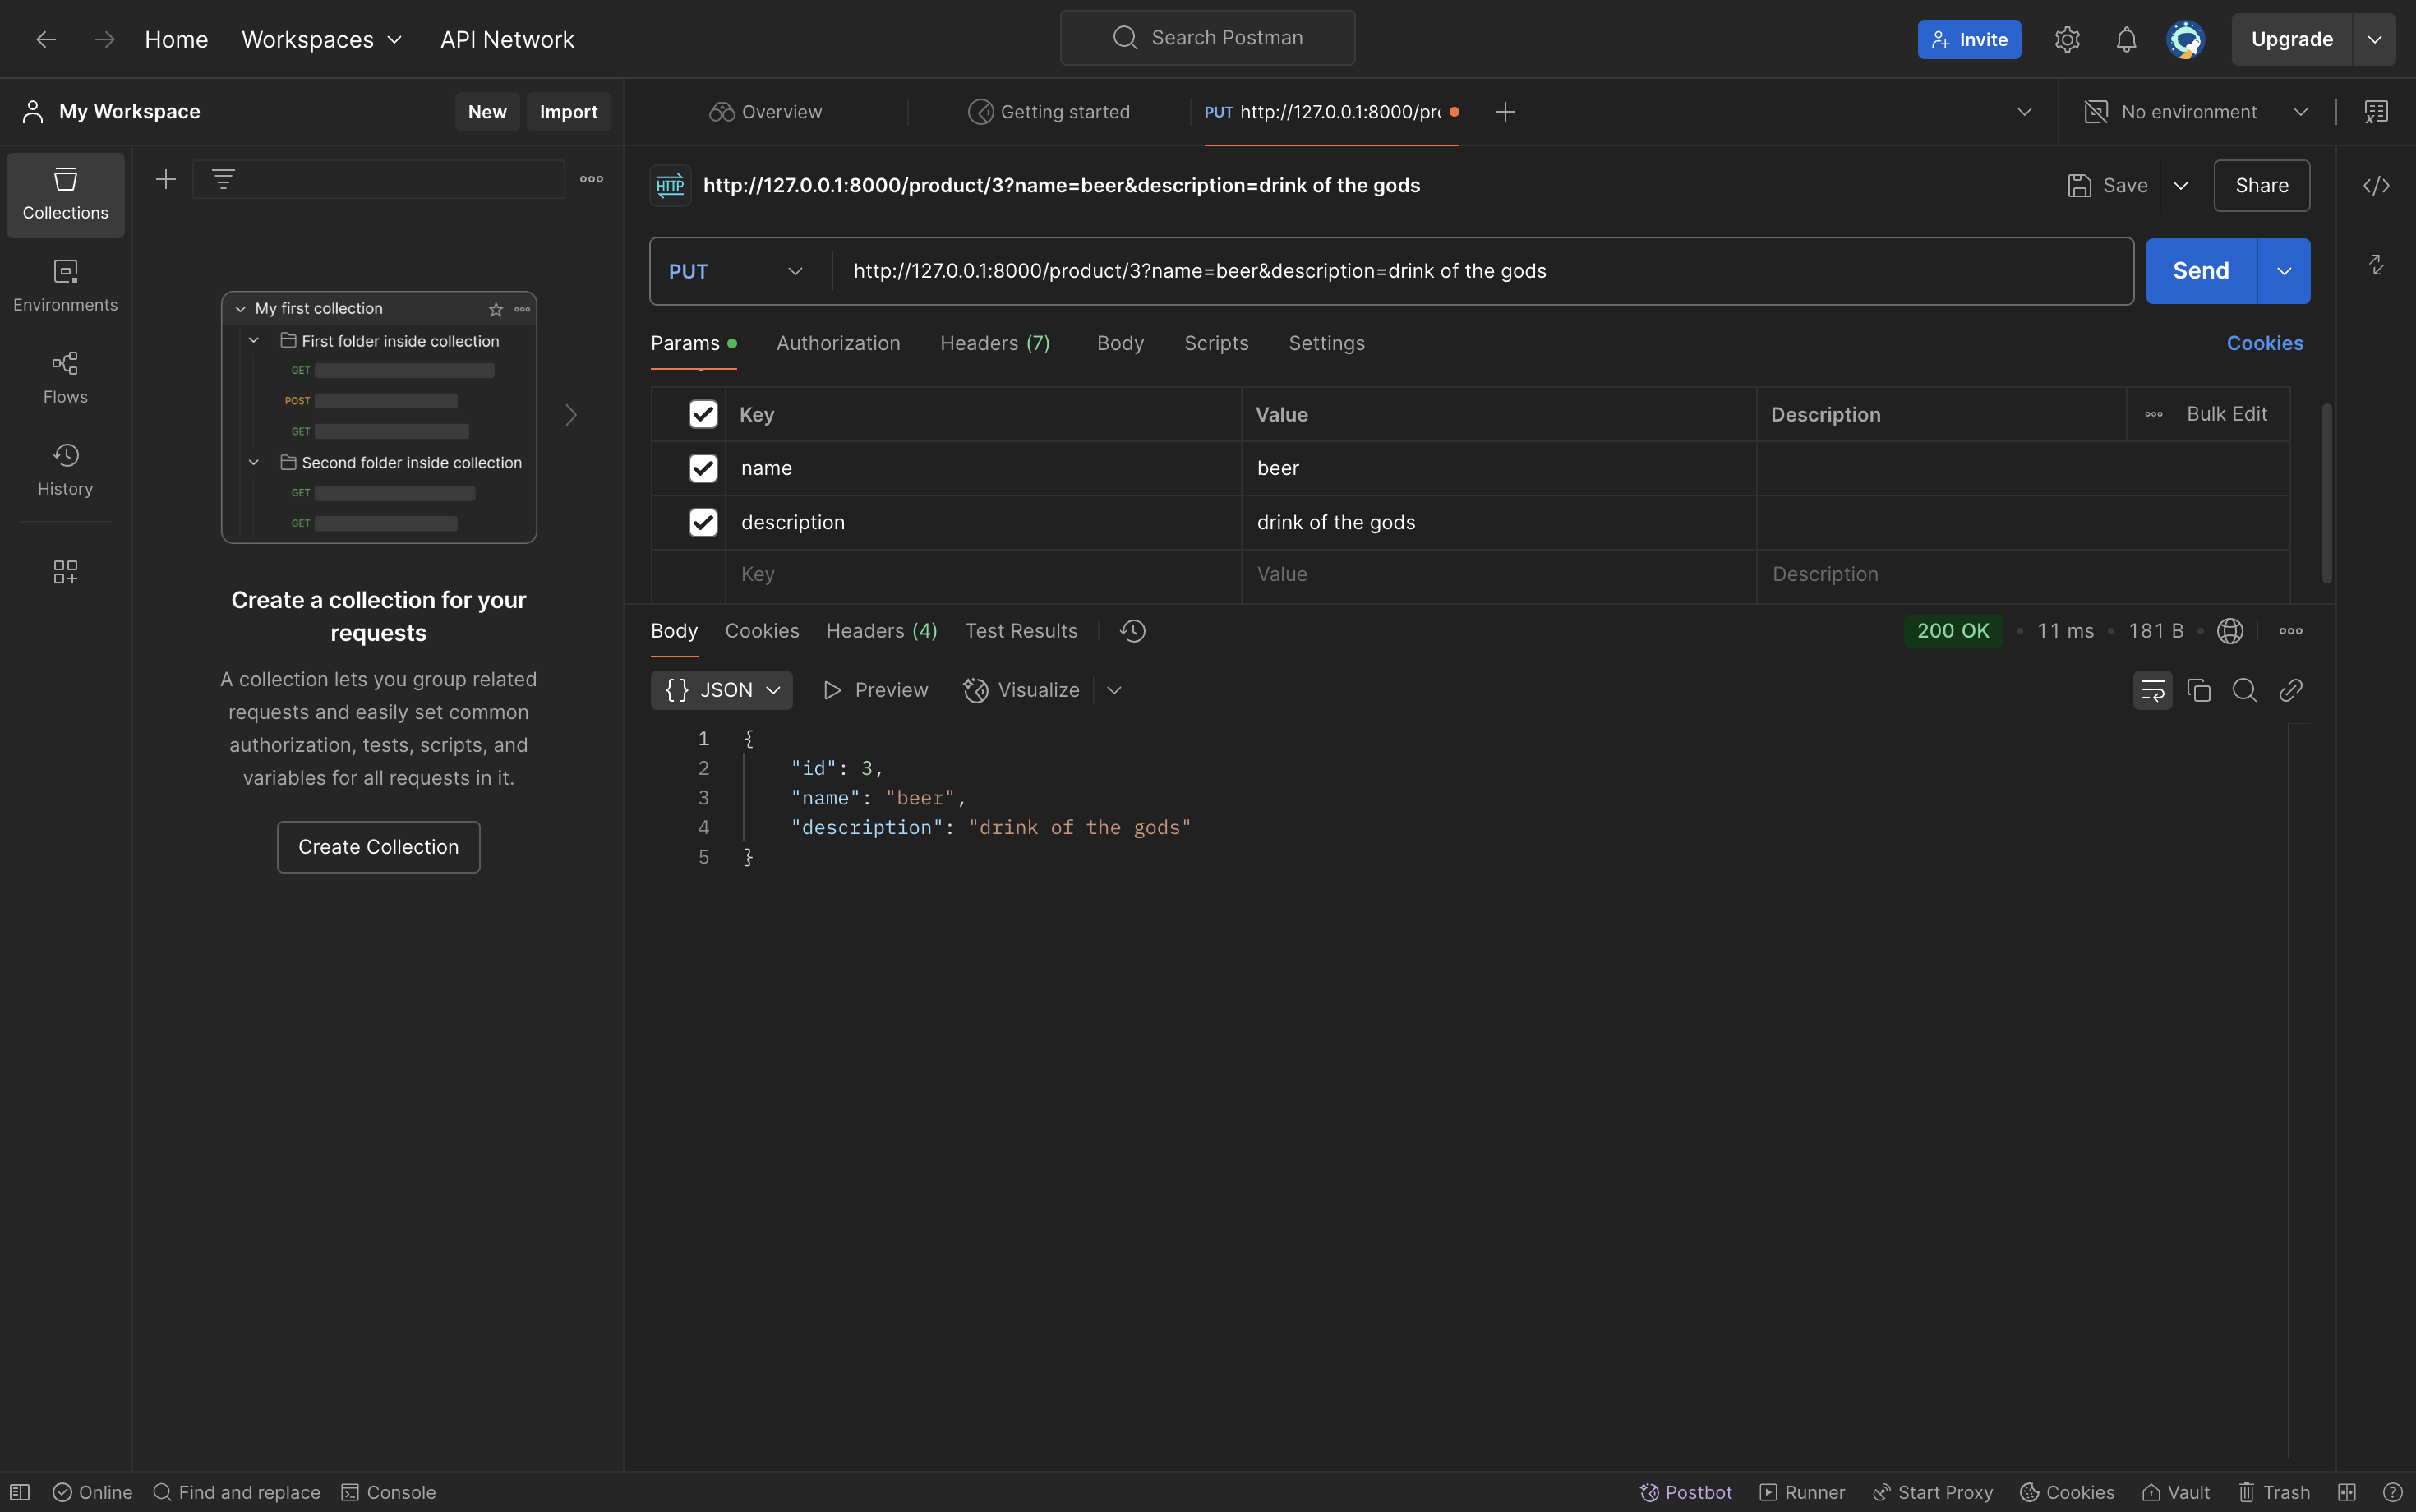 Home Workspaces API Network Search Postman Invite Upgrade
My Workspace New Import Overview Getting started PUT http://127.0.0.1:8000/pr No environment
Collections
Environments
Flows
History
My first collection
First folder inside collection
GET
POST
GET
Second folder inside collection
GET
GET
Create a collection for your
requests
A collection lets you group related
requests and easily set common
authorization, tests, scripts, and
variables for all requests in it.
Create Collection
HTTP http://127.0.0.1:8000/product/3?name=beer&description=drink of the gods Save Share
PUT http://127.0.0.1:8000/product/3?name=beer&description=drink of the gods Send
Params Authorization Headers (7) Body Scripts Settings Cookies
Key Value Description Bulk Edit
name beer
description drink of the gods
Key Value Description
Body Cookies Headers (4) Test Results 200 OK 11 ms 181 B
{} JSON Preview Visualize
1 {
2 "id": 3,
3 "name": "beer",
4 "description": "drink of the gods"
5 }
Online Find and replace Console Postbot Runner Start Proxy Cookies Vault Trash